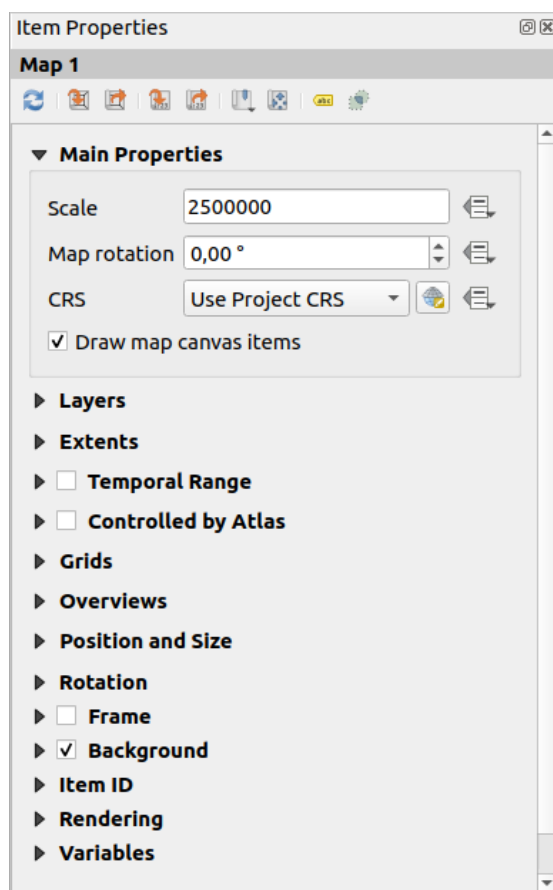 Item Properties
Map 1
abc
Main Properties
Scale 2500000
Map rotation 0,00 °
CRS Use Project CRS
Draw map canvas items
Layers
Extents
Temporal Range
Controlled by Atlas
Grids
Overviews
Position and Size
Rotation
Frame
Background
Item ID
Rendering
Variables